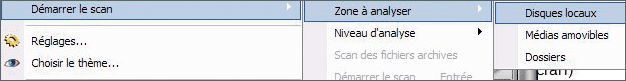 Démarrer le scan
Réglages...
Choisir le thème...
Zone à analyser
Niveau d'analyse
Scan des fichiers archives
Démarrer le scan Entrée
Disques locaux
Médias amovibles
Dossiers
cran)